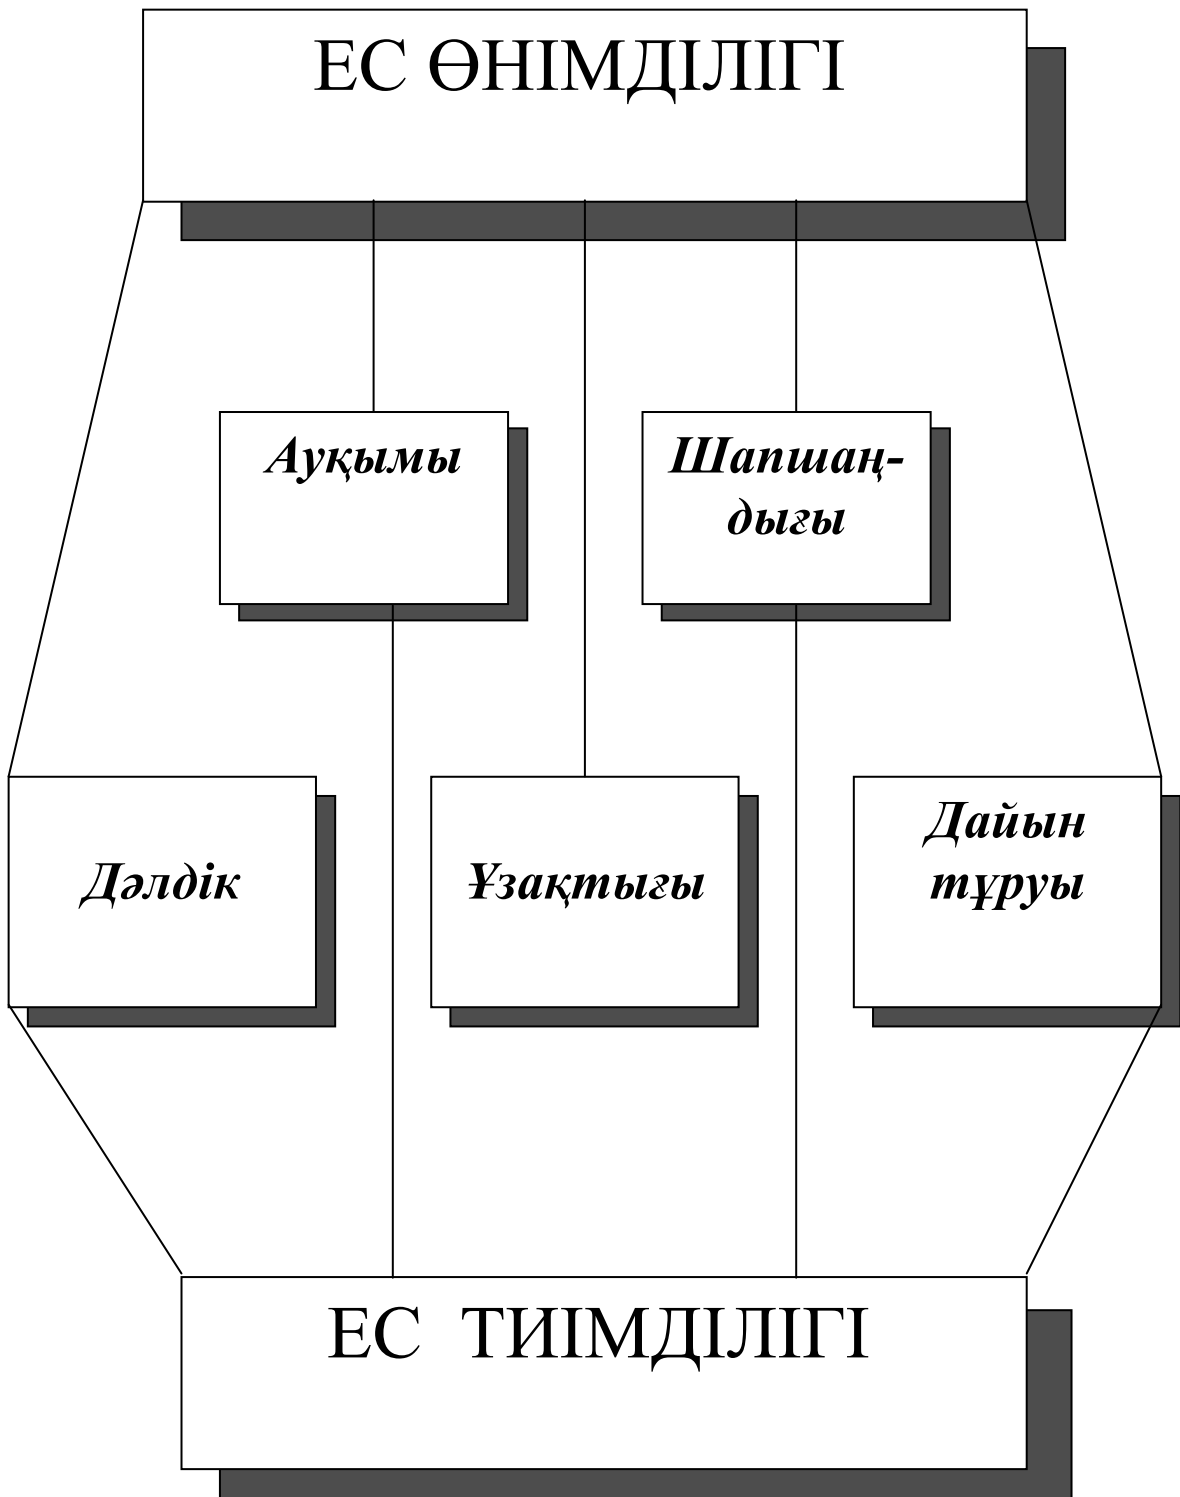 ЕС ӨНІМДІЛІГІ
Ауқымы
Шапшаң-
дығы
Дәлдік
Ұзақтығы
Дайын
тұруы
ЕС ТИІМДІЛІГІ